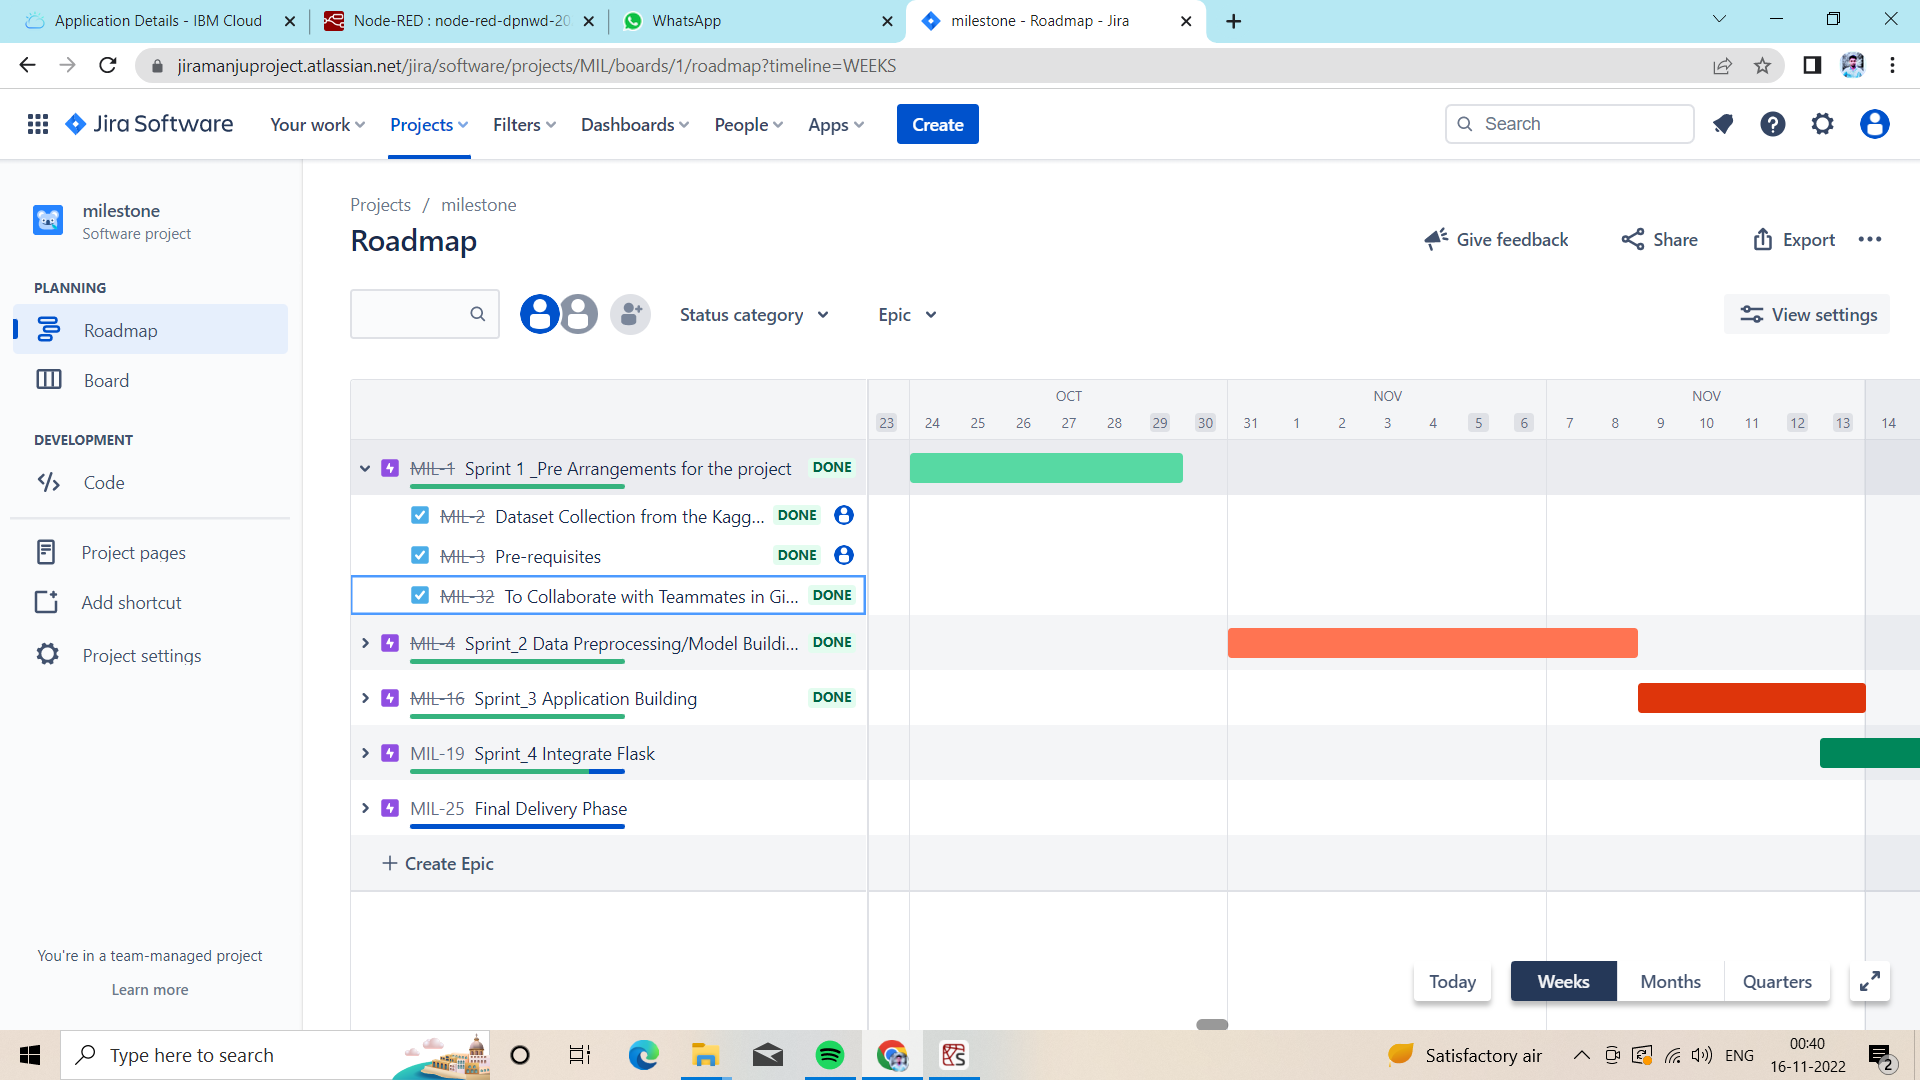 Application Details - IBM Cloud
Node-RED : node-red-dpnwd-20
WhatsApp
milestone - Roadmap - Jira
jiramanjuproject.atlassian.net/jira/software/projects/MIL/boards/1/roadmap?timeline=WEEKS
Jira Software
Your work
Projects
Filters
Dashboards
People
Apps
Create
Search
milestone
Software project
PLANNING
Roadmap
Board
DEVELOPMENT
Code
Project pages
Add shortcut
Project settings
You're in a team-managed project
Learn more
Projects / milestone
Roadmap
Give feedback
Share
Export
Status category
Epic
View settings
OCT
NOV
NOV
23 24 25 26 27 28 29 30 31 1 2 3 4 5 6 7 8 9 10 11 12 13 14
MIL-1 Sprint 1 _Pre Arrangements for the project DONE
MIL-2 Dataset Collection from the Kagg... DONE
MIL-3 Pre-requisites DONE
MIL-32 To Collaborate with Teammates in Gi... DONE
MIL-4 Sprint_2 Data Preprocessing/Model Buildi... DONE
MIL-16 Sprint_3 Application Building DONE
MIL-19 Sprint_4 Integrate Flask
MIL-25 Final Delivery Phase
+ Create Epic
Today
Weeks
Months
Quarters
Type here to search
Satisfactory air
ENG
00:40
16-11-2022
2